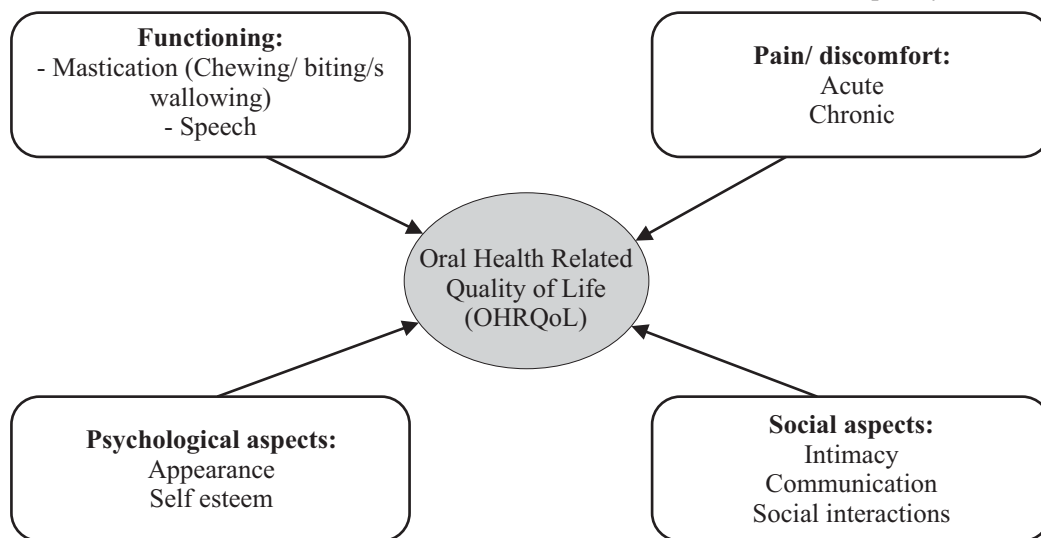 Functioning:
- Mastication (Chewing/ biting/s
wallowing)
- Speech
Pain/ discomfort:
Acute
Chronic
Oral Health Related
Quality of Life
(OHRQoL)
Psychological aspects:
Appearance
Self esteem
Social aspects:
Intimacy
Communication
Social interactions